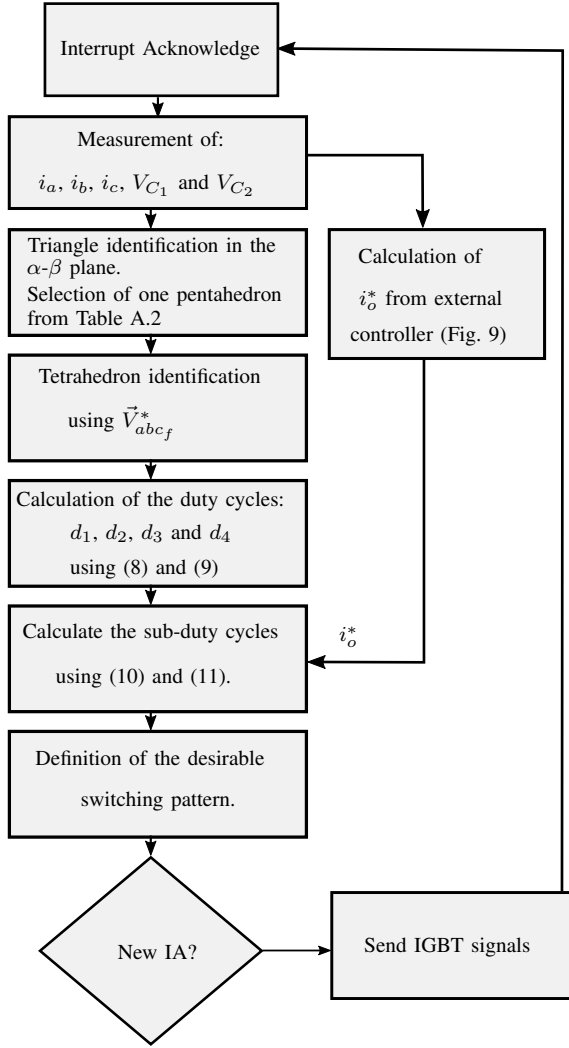 Interrupt Acknowledge
Measurement of:
$i_a$, $i_b$, $i_c$, $V_{C_1}$ and $V_{C_2}$
Triangle identification in the
$\alpha$-$\beta$ plane.
Selection of one pentahedron
from Table A.2
Calculation of
$i_o^*$ from external
controller (Fig. 9)
Tetrahedron identification
using $\vec{V}_{abc_f}^*$
Calculation of the duty cycles:
$d_1$, $d_2$, $d_3$ and $d_4$
using (8) and (9)
Calculate the sub-duty cycles
using (10) and (11).
$i_o^*$
Definition of the desirable
switching pattern.
New IA?
Send IGBT signals